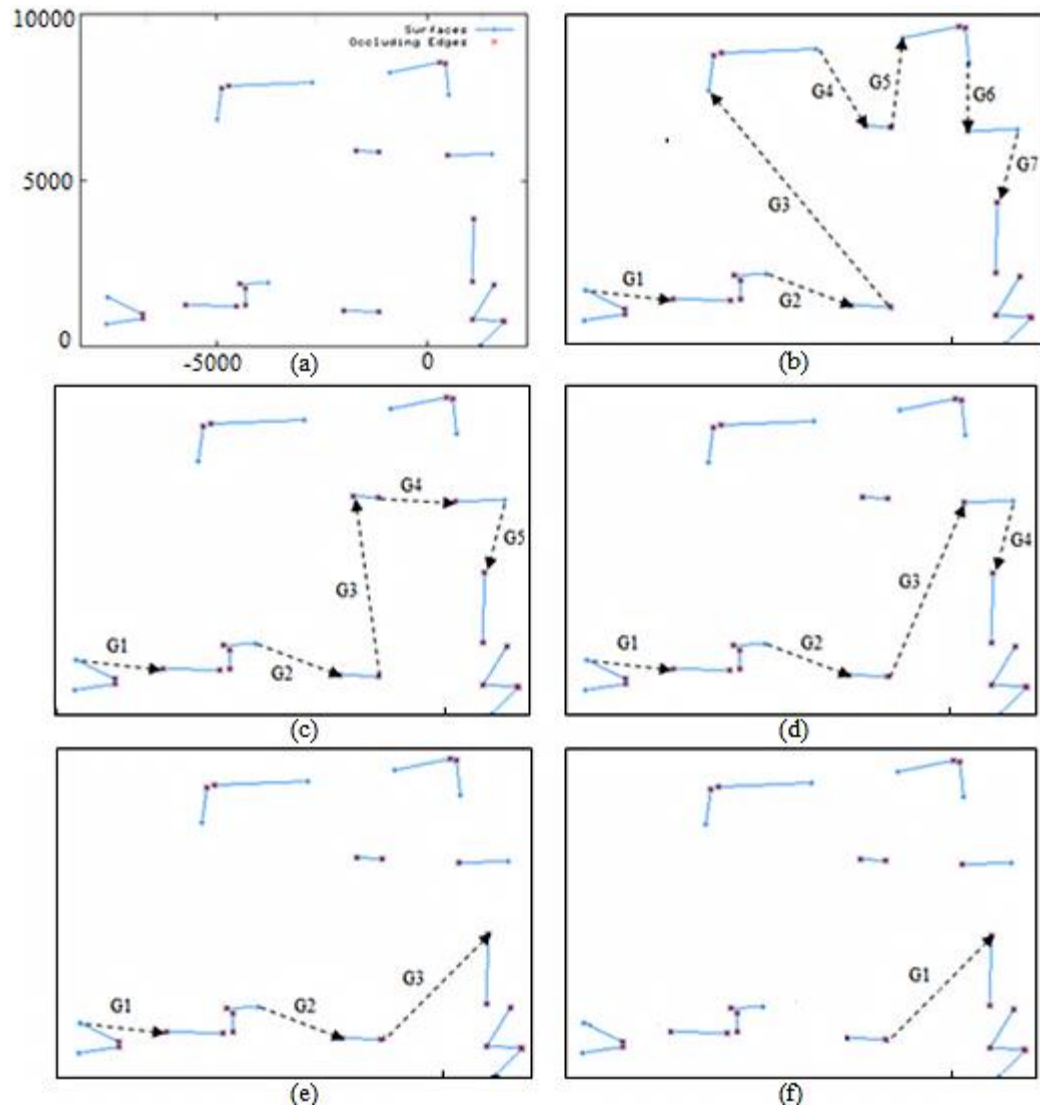 10000
Surfaces
Occluding Edges
5000
0
-5000
0
(a)
G1
G2
G3
G4
G5
G6
G7
(b)
G1
G2
G3
G4
G5
(c)
G1
G2
G3
G4
(d)
G1
G2
G3
(e)
G1
(f)